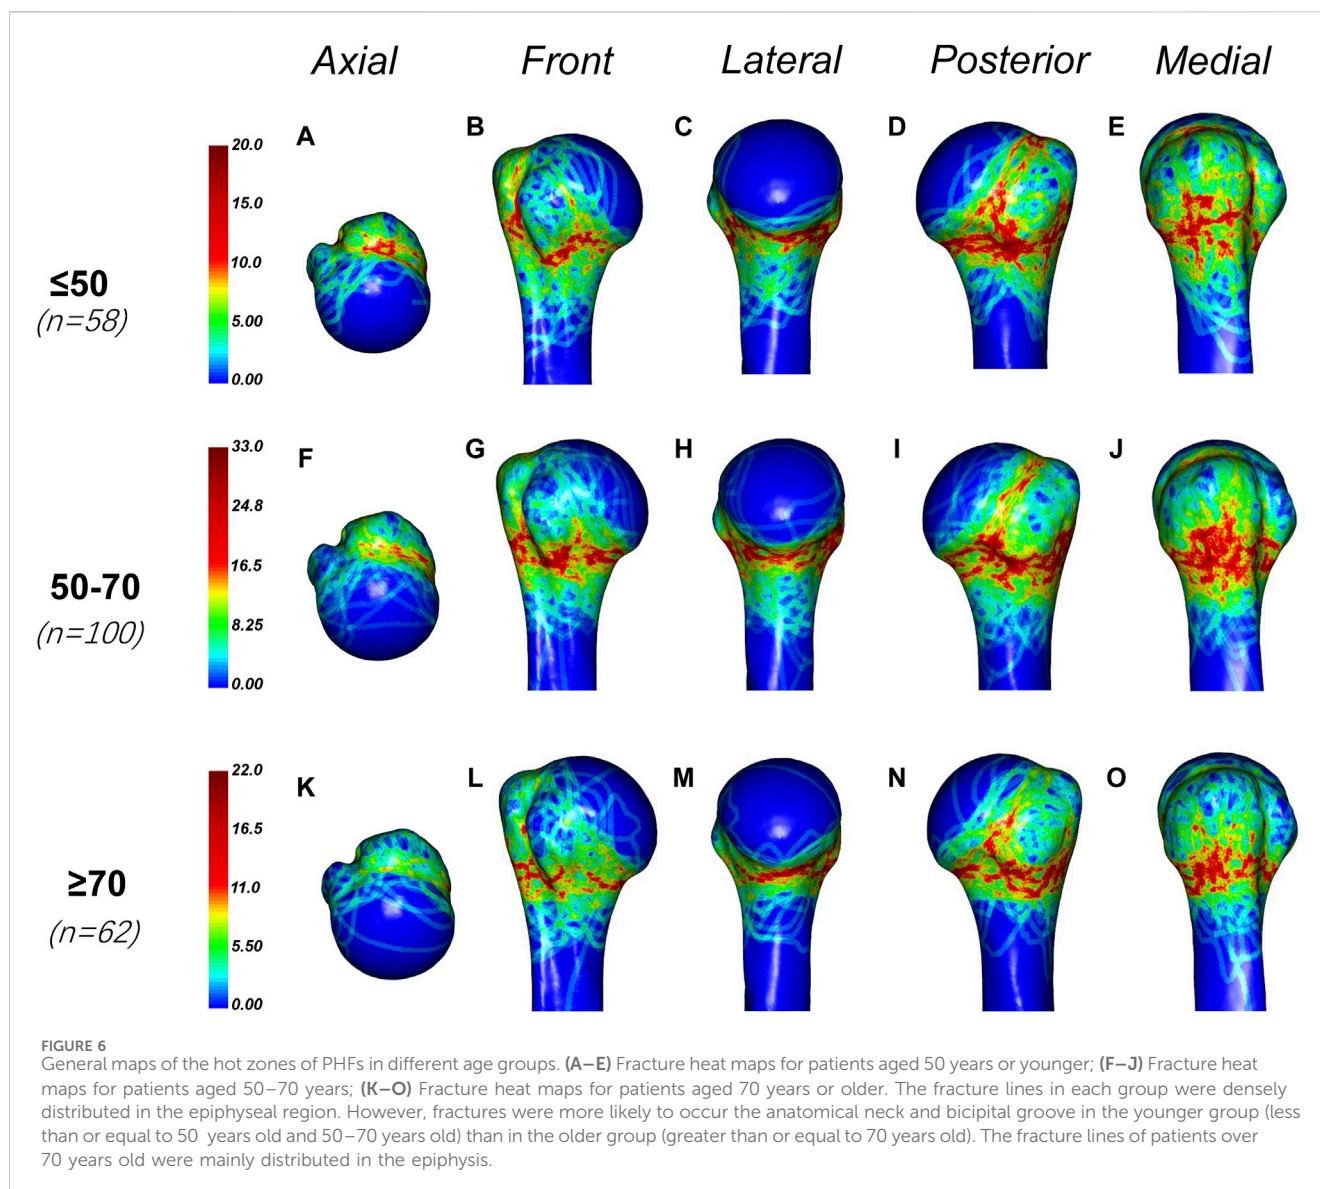 Axial Front Lateral Posterior Medial
A B C D E
20.0
15.0
10.0
5.00
0.00
≤50
(n=58)
F G H I J
33.0
24.8
16.5
8.25
0.00
50-70
(n=100)
K L M N O
22.0
16.5
11.0
5.50
0.00
≥70
(n=62)
FIGURE 6
General maps of the hot zones of PHFs in different age groups. (A–E) Fracture heat maps for patients aged 50 years or younger; (F–J) Fracture heat
maps for patients aged 50–70 years; (K–O) Fracture heat maps for patients aged 70 years or older. The fracture lines in each group were densely
distributed in the epiphyseal region. However, fractures were more likely to occur the anatomical neck and bicipital groove in the younger group (less
than or equal to 50 years old and 50–70 years old) than in the older group (greater than or equal to 70 years old). The fracture lines of patients over
70 years old were mainly distributed in the epiphysis.